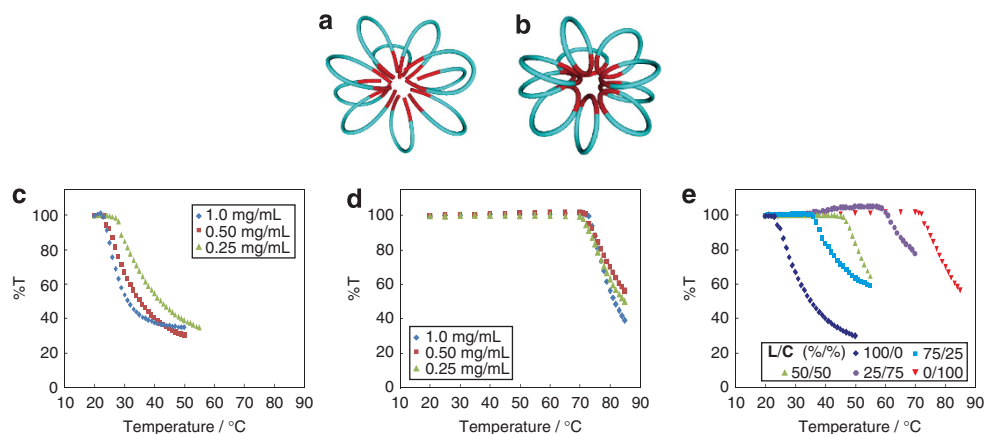 a
b
c
100
80
60
40
20
0
%T
10 20 30 40 50 60 70 80 90
Temperature / °C
1.0 mg/mL
0.50 mg/mL
0.25 mg/mL
d
100
80
60
40
20
0
%T
10 20 30 40 50 60 70 80 90
Temperature / °C
1.0 mg/mL
0.50 mg/mL
0.25 mg/mL
e
100
80
60
40
20
0
%T
10 20 30 40 50 60 70 80 90
Temperature / °C
L/C (%/%) 100/0 75/25
50/50 25/75 0/100